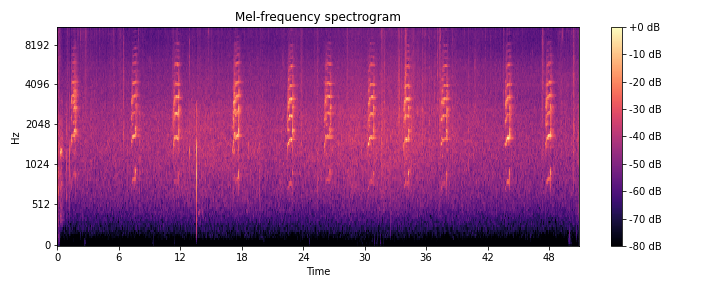 Mel-frequency spectrogram
+0 dB
8192
-10 dB
4096
-20 dB
-30 dB
2048
Hz
-40 dB
1024
-50 dB
512
-60 dB
-70 dB
0
-80 dB
0 6 12 18 24 30 36 42 48
Time